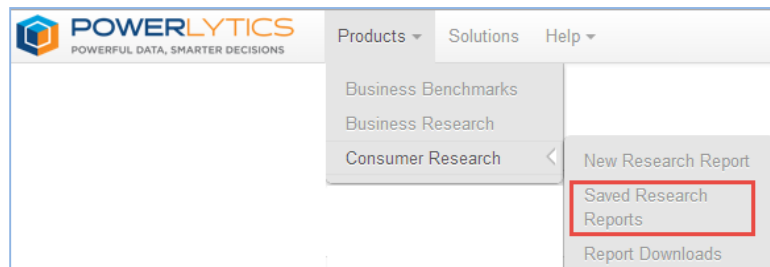 POWERLYTICS
POWERFUL DATA, SMARTER DECISIONS
Products
Solutions
Help
Business Benchmarks
Business Research
Consumer Research
New Research Report
Saved Research
Reports
Report Downloads